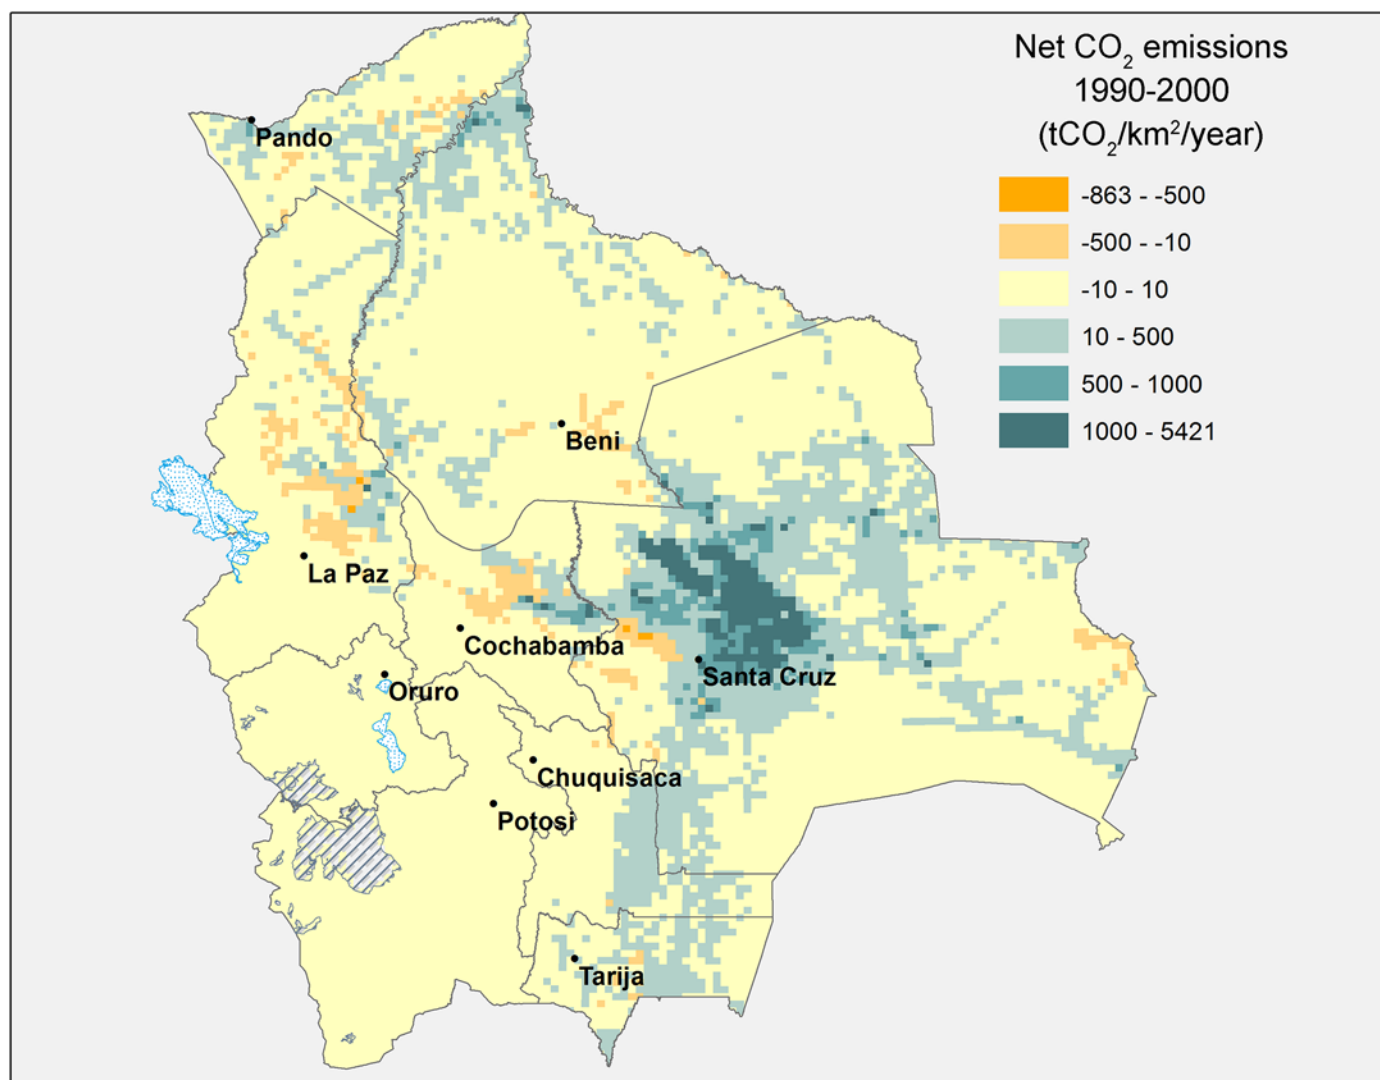 Net CO₂ emissions
1990-2000
(tCO₂/km²/year)
-863 - -500
-500 - -10
-10 - 10
10 - 500
500 - 1000
1000 - 5421
Pando
Beni
La Paz
Cochabamba
Santa Cruz
Oruro
Chuquisaca
Potosi
Tarija